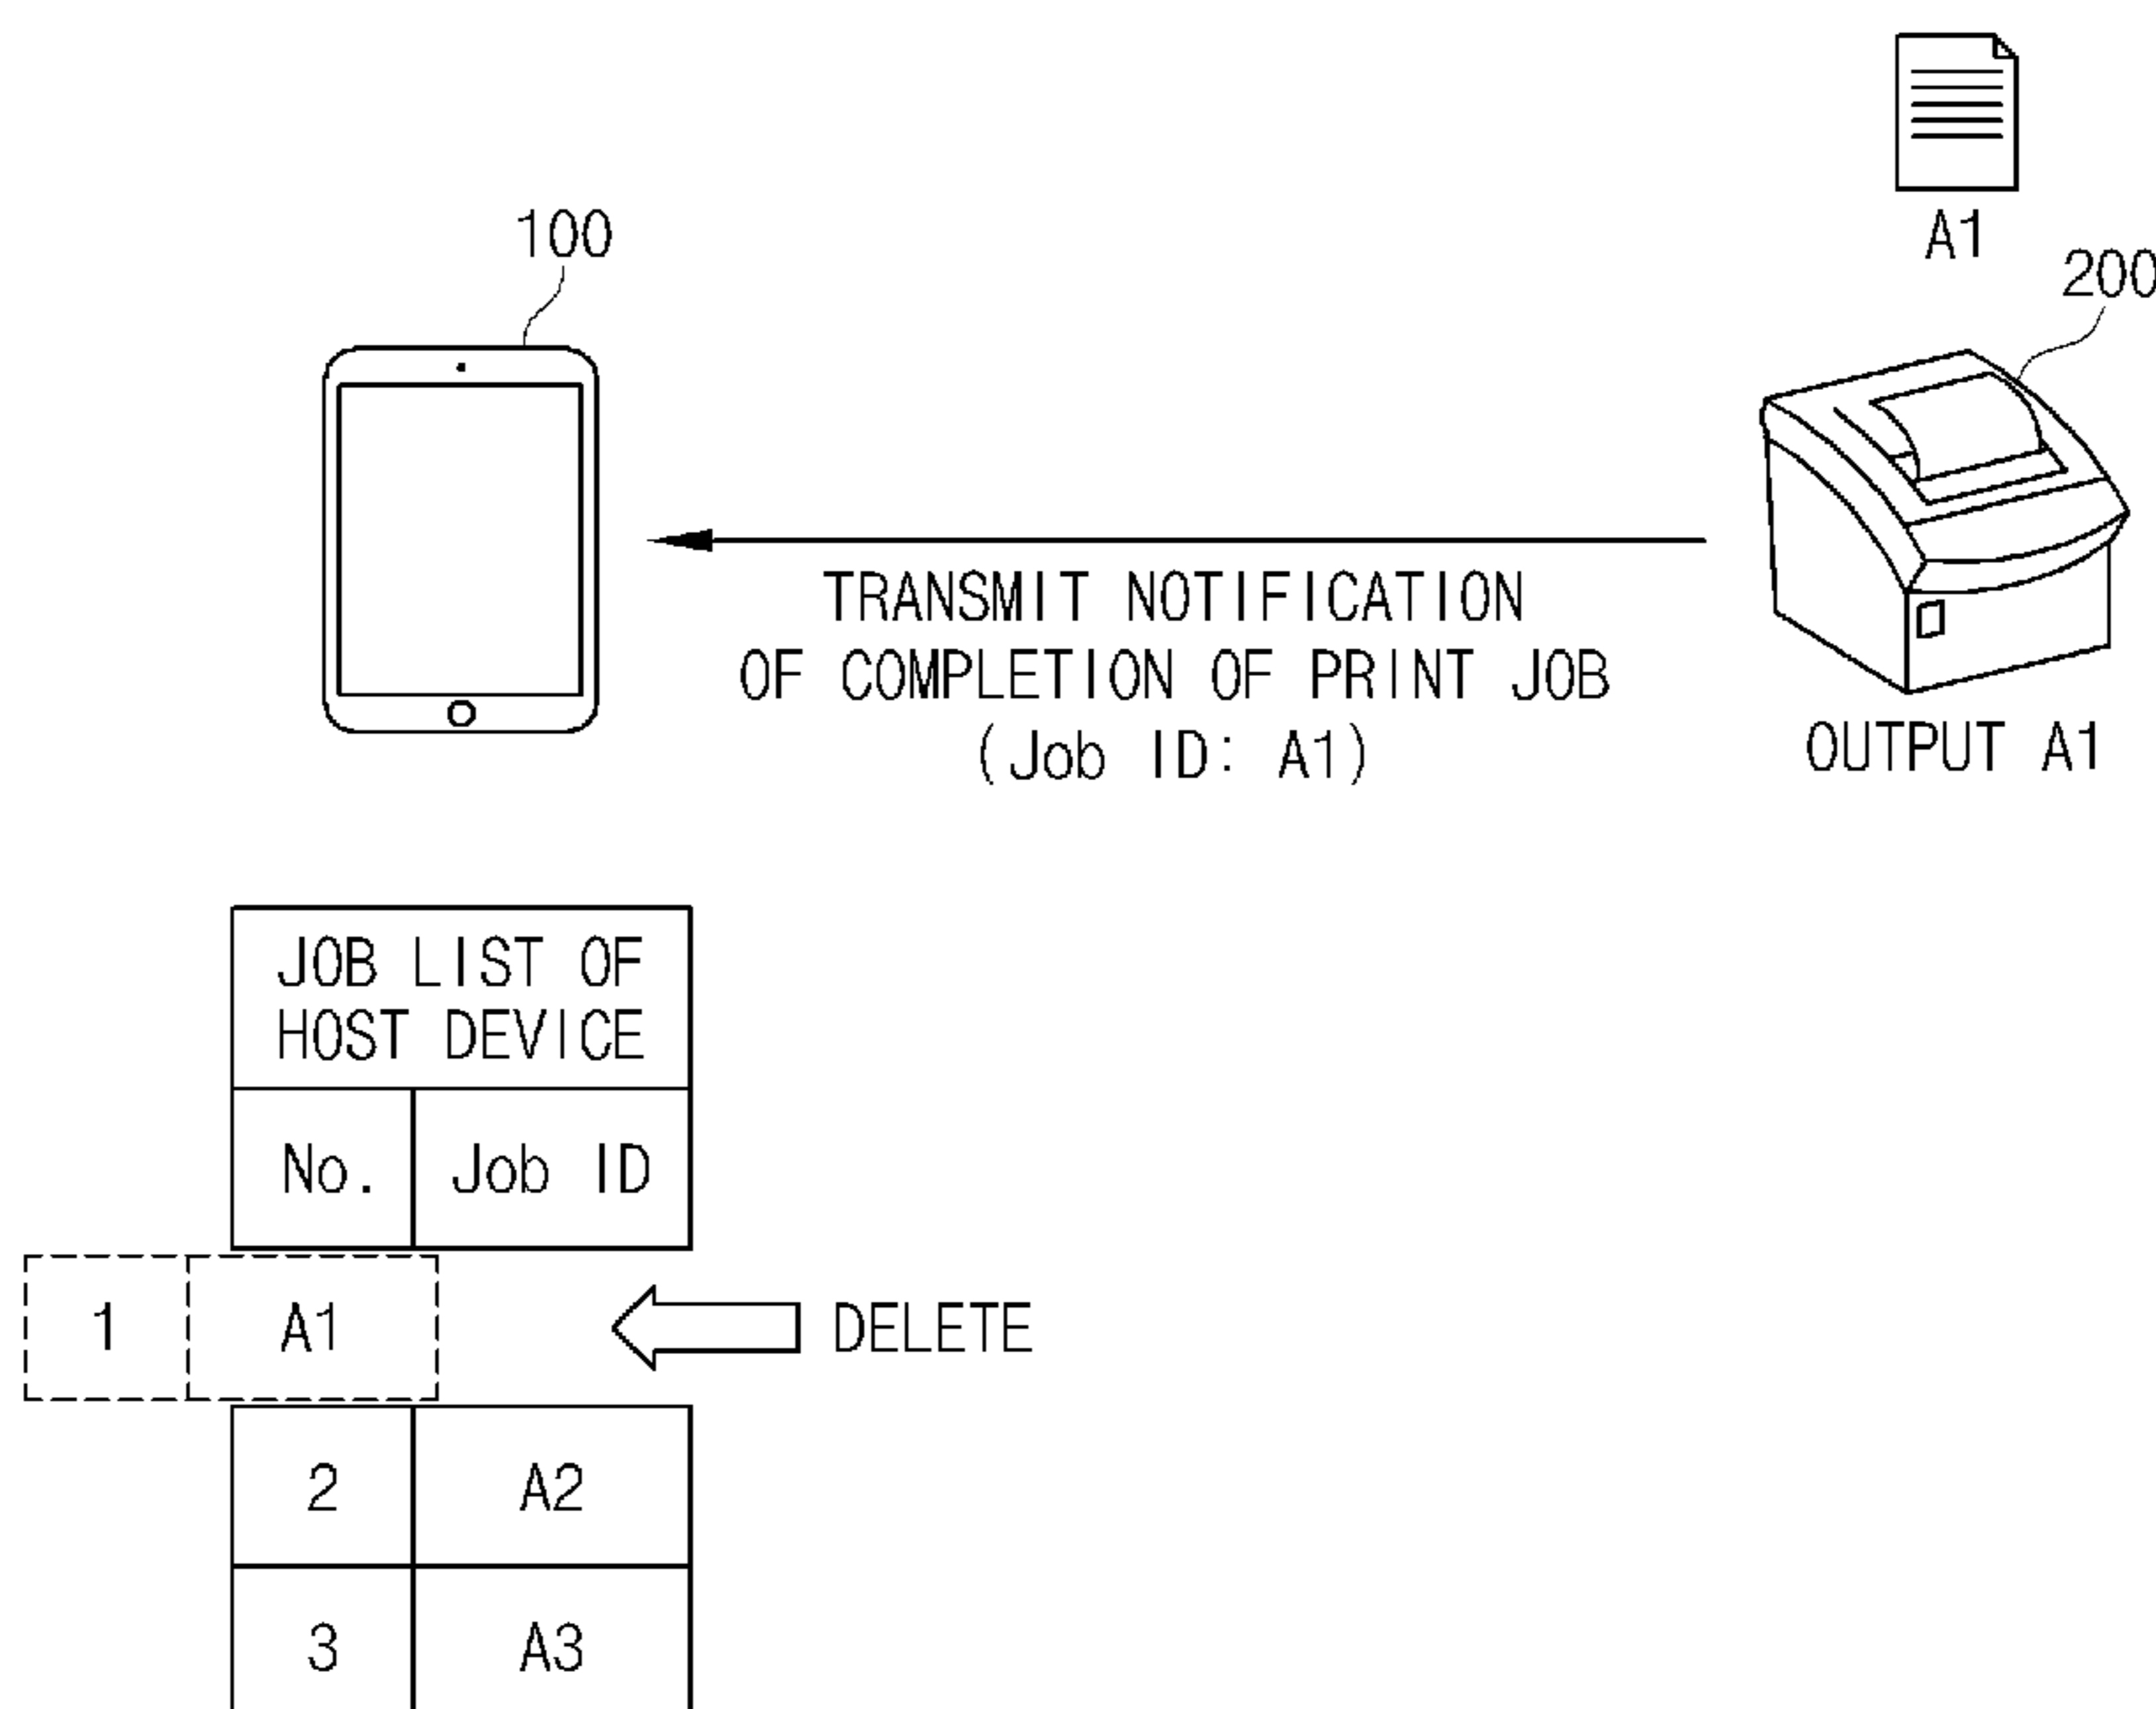 A1
100
200
TRANSMIT NOTIFICATION
OF COMPLETION OF PRINT JOB
(Job ID: A1)
OUTPUT A1
JOB LIST OF
HOST DEVICE
No. Job ID
1 A1
DELETE
2 A2
3 A3